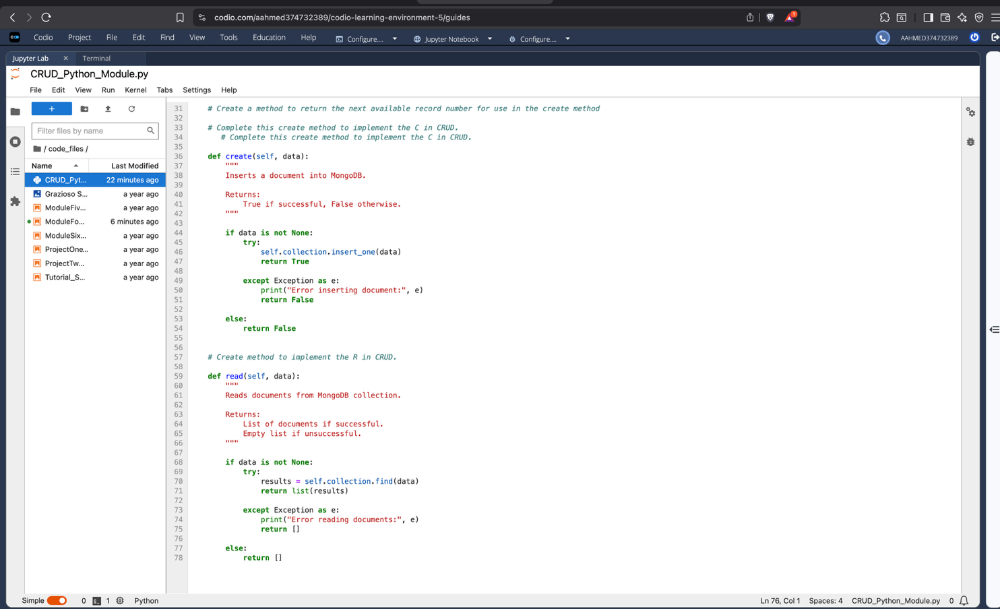 codio.com/aahmed374732389/codio-learning-environment-5/guides
1
Codio Project File Edit Find View Tools Education Help Configure.... Jupyter Notebook Configure.... AAHMED374732389
Jupyter Lab × Terminal
CRUD_Python_Module.py
File Edit View Run Kernel Tabs Settings Help
+
Filter files by name
/ code_files /
Name Last Modified
CRUD_Pyt... 22 minutes ago
Grazioso S... a year ago
ModuleFiv... a year ago
ModuleFo... 6 minutes ago
ModuleSix... a year ago
ProjectOne... a year ago
ProjectTw... a year ago
Tutorial_S... a year ago
31 # Create a method to return the next available record number for use in the create method
32
33 # Complete this create method to implement the C in CRUD.
34 # Complete this create method to implement the C in CRUD.
35
36 def create(self, data):
37 """
38 Inserts a document into MongoDB.
39
40 Returns:
41 True if successful, False otherwise.
42 """
43
44 if data is not None:
45 try:
46 self.collection.insert_one(data)
47 return True
48
49 except Exception as e:
50 print("Error inserting document:", e)
51 return False
52
53 else:
54 return False
55
56
57 # Create method to implement the R in CRUD.
58
59 def read(self, data):
60 """
61 Reads documents from MongoDB collection.
62
63 Returns:
64 List of documents if successful.
65 Empty list if unsuccessful.
66 """
67
68 if data is not None:
69 try:
70 results = self.collection.find(data)
71 return list(results)
72
73 except Exception as e:
74 print("Error reading documents:", e)
75 return []
76
77 else:
78 return []
Simple 0 $_ 1 Python Ln 76, Col 1 Spaces: 4 CRUD_Python_Module.py 0